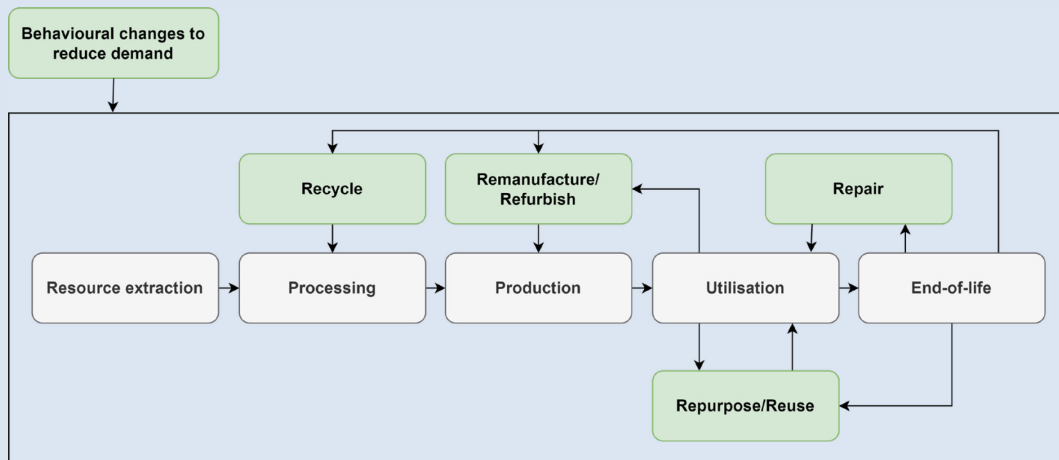 Behavioural changes to
reduce demand
Recycle
Remanufacture/
Refurbish
Repair
Resource extraction
Processing
Production
Utilisation
End-of-life
Repurpose/Reuse